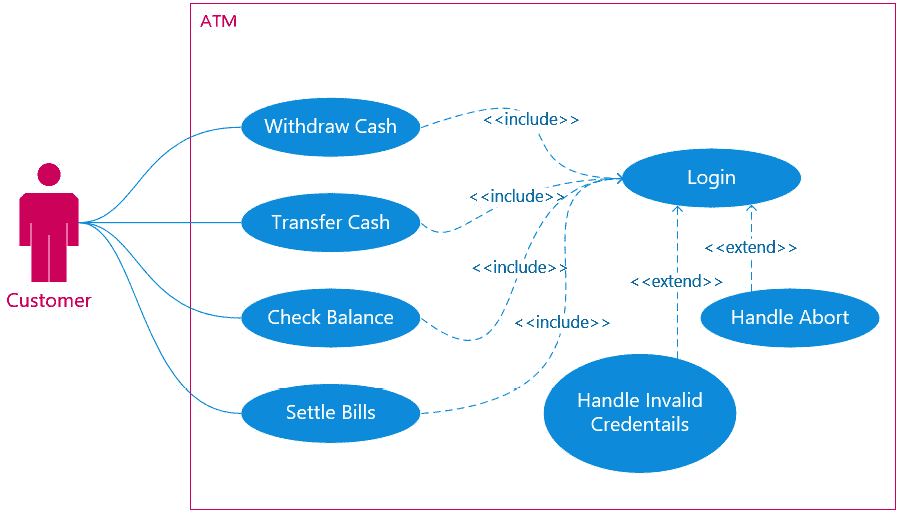 ATM
Withdraw Cash
<<include>>
Login
Transfer Cash
<<include>>
<<extend>>
<<include>>
<<extend>>
Customer
Check Balance
<<include>>
Handle Abort
Settle Bills
Handle Invalid
Credentails